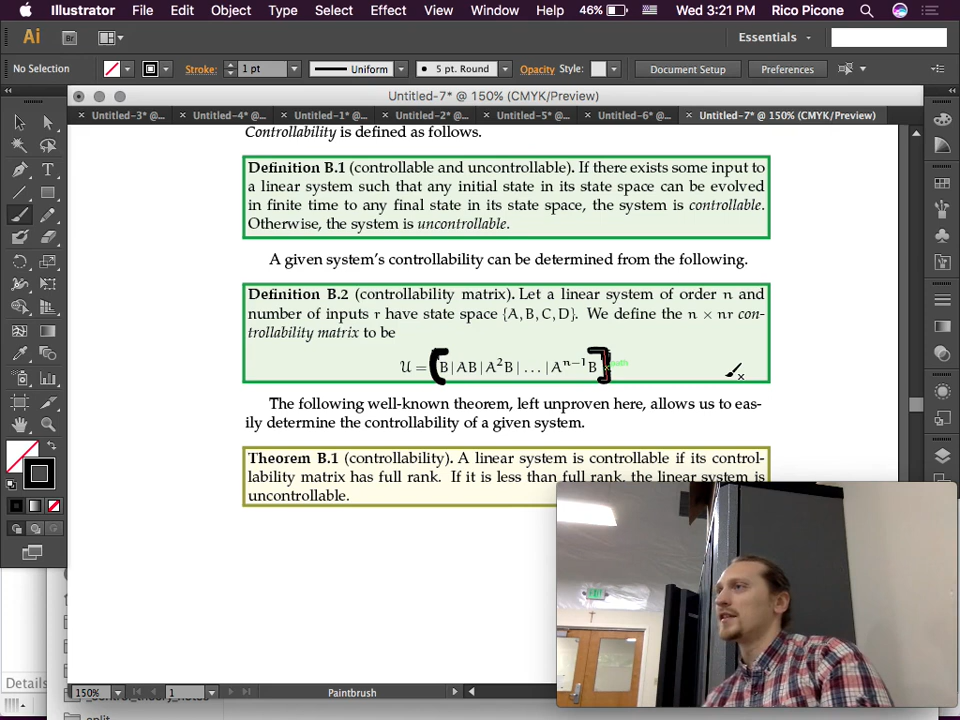 Illustrator File Edit Object Type Select Effect View Window Help 46% Wed 3:21 PM Rico Picone
Ai Br Essentials
No Selection Stroke: 1 pt Uniform 5 pt. Round Opacity Style: Document Setup Preferences
Untitled-7* @ 150% (CMYK/Preview)
Untitled-3* @... Untitled-4* @... Untitled-1* @... Untitled-2* @... Untitled-5* @... Untitled-6* @... Untitled-7* @ 150% (CMYK/Preview)
Controllability is defined as follows.
Definition B.1 (controllable and uncontrollable). If there exists some input to
a linear system such that any initial state in its state space can be evolved
in finite time to any final state in its state space, the system is controllable.
Otherwise, the system is uncontrollable.
A given system's controllability can be determined from the following.
Definition B.2 (controllability matrix). Let a linear system of order n and
number of inputs r have state space {A, B, C, D}. We define the n × nr con-
trollability matrix to be
U = [B | AB | A²B | ... | Aⁿ⁻¹B]
path
The following well-known theorem, left unproven here, allows us to eas-
ily determine the controllability of a given system.
Theorem B.1 (controllability). A linear system is controllable if its control-
lability matrix has full rank. If it is less than full rank, the linear system is
uncontrollable.
EXIT
Details
150% 1 Paintbrush
_control_theory_notes
split